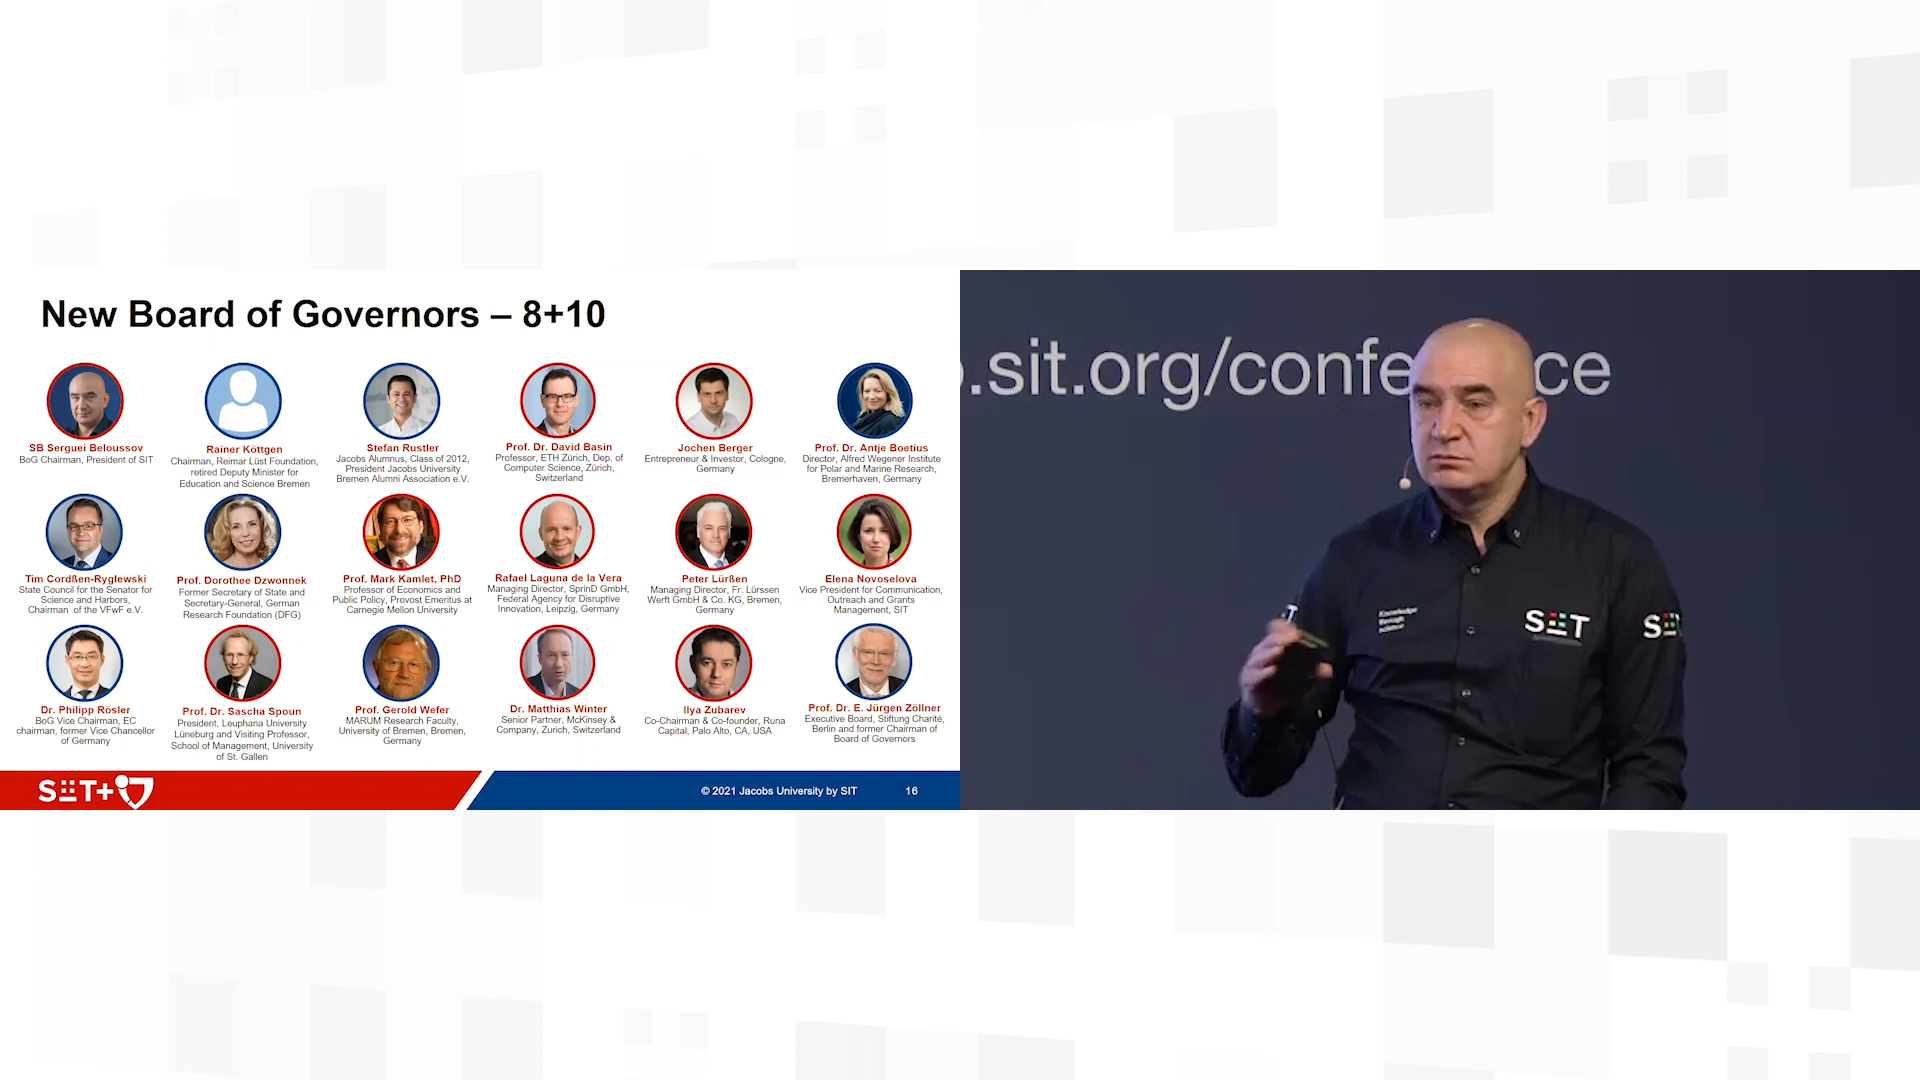 New Board of Governors – 8+10
SB Serguei Beloussov
BoG Chairman, President of SIT
Rainer Köttgen
Chairman, Reimar Lüst Foundation,
retired Deputy Minister for
Education and Science Bremen
Stefan Rustler
Jacobs Alumnus, Class of 2012,
President Jacobs University
Bremen Alumni Association e.V.
Prof. Dr. David Basin
Professor, ETH Zürich, Dep. of
Computer Science, Zürich,
Switzerland
Jochen Berger
Entrepreneur & Investor, Cologne,
Germany
Prof. Dr. Antje Boetius
Director, Alfred Wegener Institute
for Polar and Marine Research,
Bremerhaven, Germany
Tim Cordßen-Ryglewski
State Council for the Senator for
Science and Harbors,
Chairman of the VFwF e.V.
Prof. Dorothee Dzwonnek
Former Secretary of State and
Secretary-General, German
Research Foundation (DFG)
Prof. Mark Kamlet, PhD
Professor of Economics and
Public Policy, Provost Emeritus at
Carnegie Mellon University
Rafael Laguna de la Vera
Managing Director, SprinD GmbH,
Federal Agency for Disruptive
Innovation, Leipzig, Germany
Peter Lürßen
Managing Director, Fr. Lürssen
Werft GmbH & Co. KG, Bremen,
Germany
Elena Novoselova
Vice President for Communication,
Outreach and Grants
Management, SIT
Dr. Philipp Rösler
BoG Vice Chairman, EC
chairman, former Vice Chancellor
of Germany
Prof. Dr. Sascha Spoun
President, Leuphana University
Lüneburg and Visiting Professor,
School of Management, University
of St. Gallen
Prof. Gerold Wefer
MARUM Research Faculty,
University of Bremen, Bremen,
Germany
Dr. Matthias Winter
Senior Partner, McKinsey &
Company, Zurich, Switzerland
Ilya Zubarev
Co-Chairman & Co-founder, Runa
Capital, Palo Alto, CA, USA
Prof. Dr. E. Jürgen Zöllner
Executive Board, Stiftung Charité,
Berlin and former Chairman of
Board of Governors
SIT+
© 2021 Jacobs University by SIT
16
.sit.org/confe ce
Knowledge
through
science
SIT
SIT